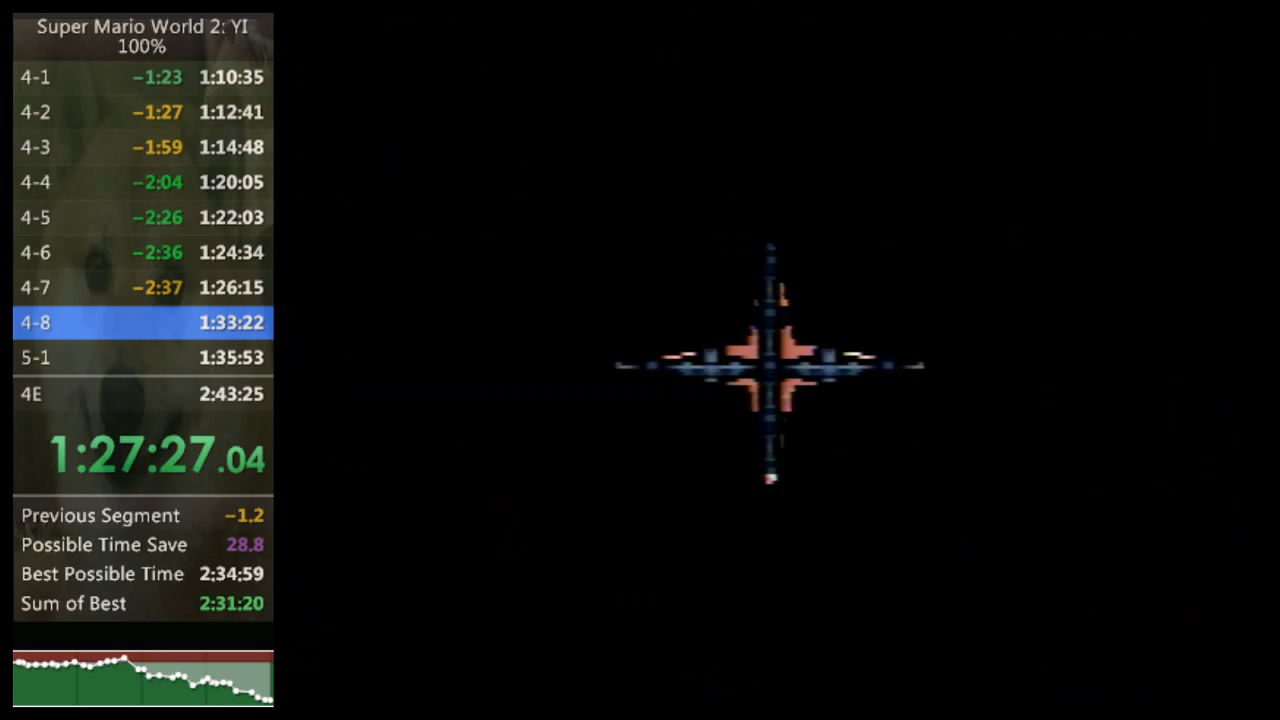 Super Mario World 2: YI
100%
4-1 −1:23 1:10:35
4-2 −1:27 1:12:41
4-3 −1:59 1:14:48
4-4 −2:04 1:20:05
4-5 −2:26 1:22:03
4-6 −2:36 1:24:34
4-7 −2:37 1:26:15
4-8 1:33:22
5-1 1:35:53
4E 2:43:25
1:27:27.04
Previous Segment −1.2
Possible Time Save 28.8
Best Possible Time 2:34:59
Sum of Best 2:31:20